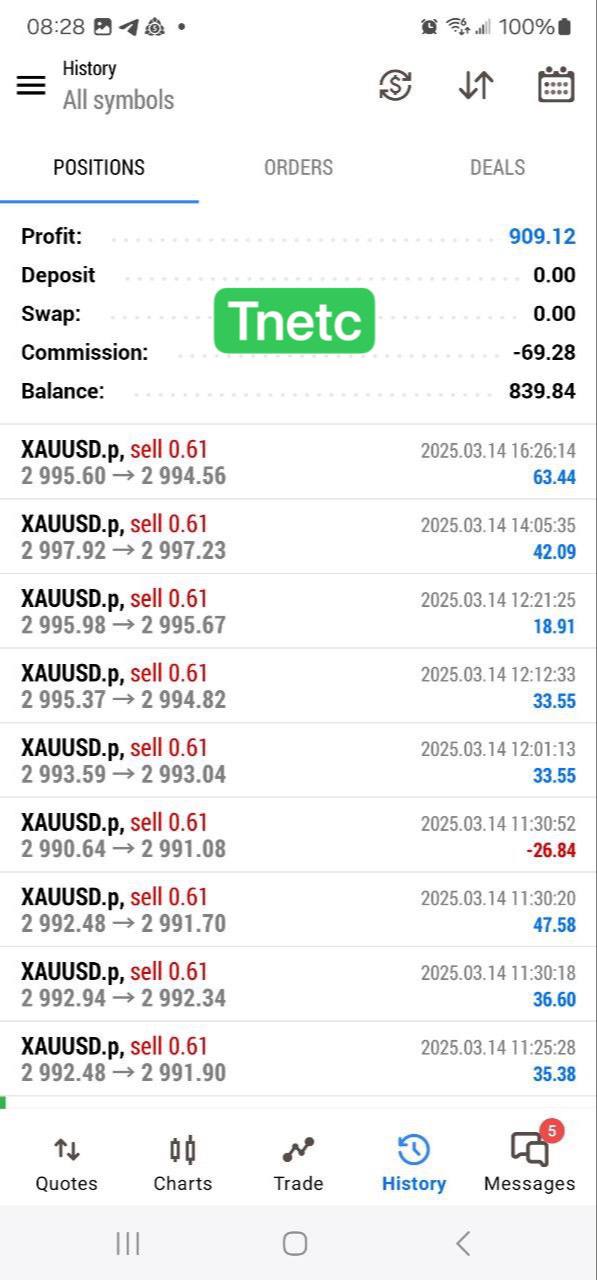 08:28 100%
History
All symbols
POSITIONS ORDERS DEALS
Profit: 909.12
Deposit 0.00
Swap: 0.00
Tnetc
Commission: -69.28
Balance: 839.84
XAUUSD.p, sell 0.61 2025.03.14 16:26:14
2 995.60 → 2 994.56 63.44
XAUUSD.p, sell 0.61 2025.03.14 14:05:35
2 997.92 → 2 997.23 42.09
XAUUSD.p, sell 0.61 2025.03.14 12:21:25
2 995.98 → 2 995.67 18.91
XAUUSD.p, sell 0.61 2025.03.14 12:12:33
2 995.37 → 2 994.82 33.55
XAUUSD.p, sell 0.61 2025.03.14 12:01:13
2 993.59 → 2 993.04 33.55
XAUUSD.p, sell 0.61 2025.03.14 11:30:52
2 990.64 → 2 991.08 -26.84
XAUUSD.p, sell 0.61 2025.03.14 11:30:20
2 992.48 → 2 991.70 47.58
XAUUSD.p, sell 0.61 2025.03.14 11:30:18
2 992.94 → 2 992.34 36.60
XAUUSD.p, sell 0.61 2025.03.14 11:25:28
2 992.48 → 2 991.90 35.38
5
Quotes Charts Trade History Messages